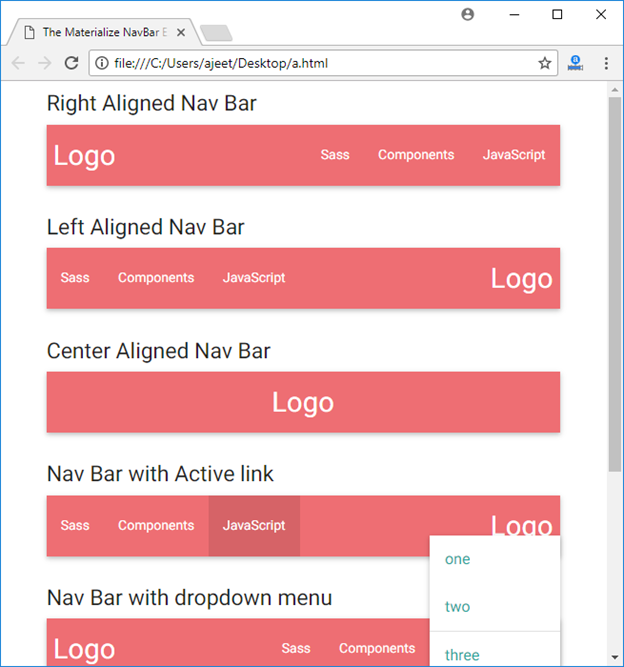 The Materialize NavBar E
file:///C:/Users/ajeet/Desktop/a.html
Right Aligned Nav Bar
Logo Sass Components JavaScript
Left Aligned Nav Bar
Sass Components JavaScript Logo
Center Aligned Nav Bar
Logo
Nav Bar with Active link
Sass Components JavaScript Logo
one
two
Nav Bar with dropdown menu
Logo Sass Components three